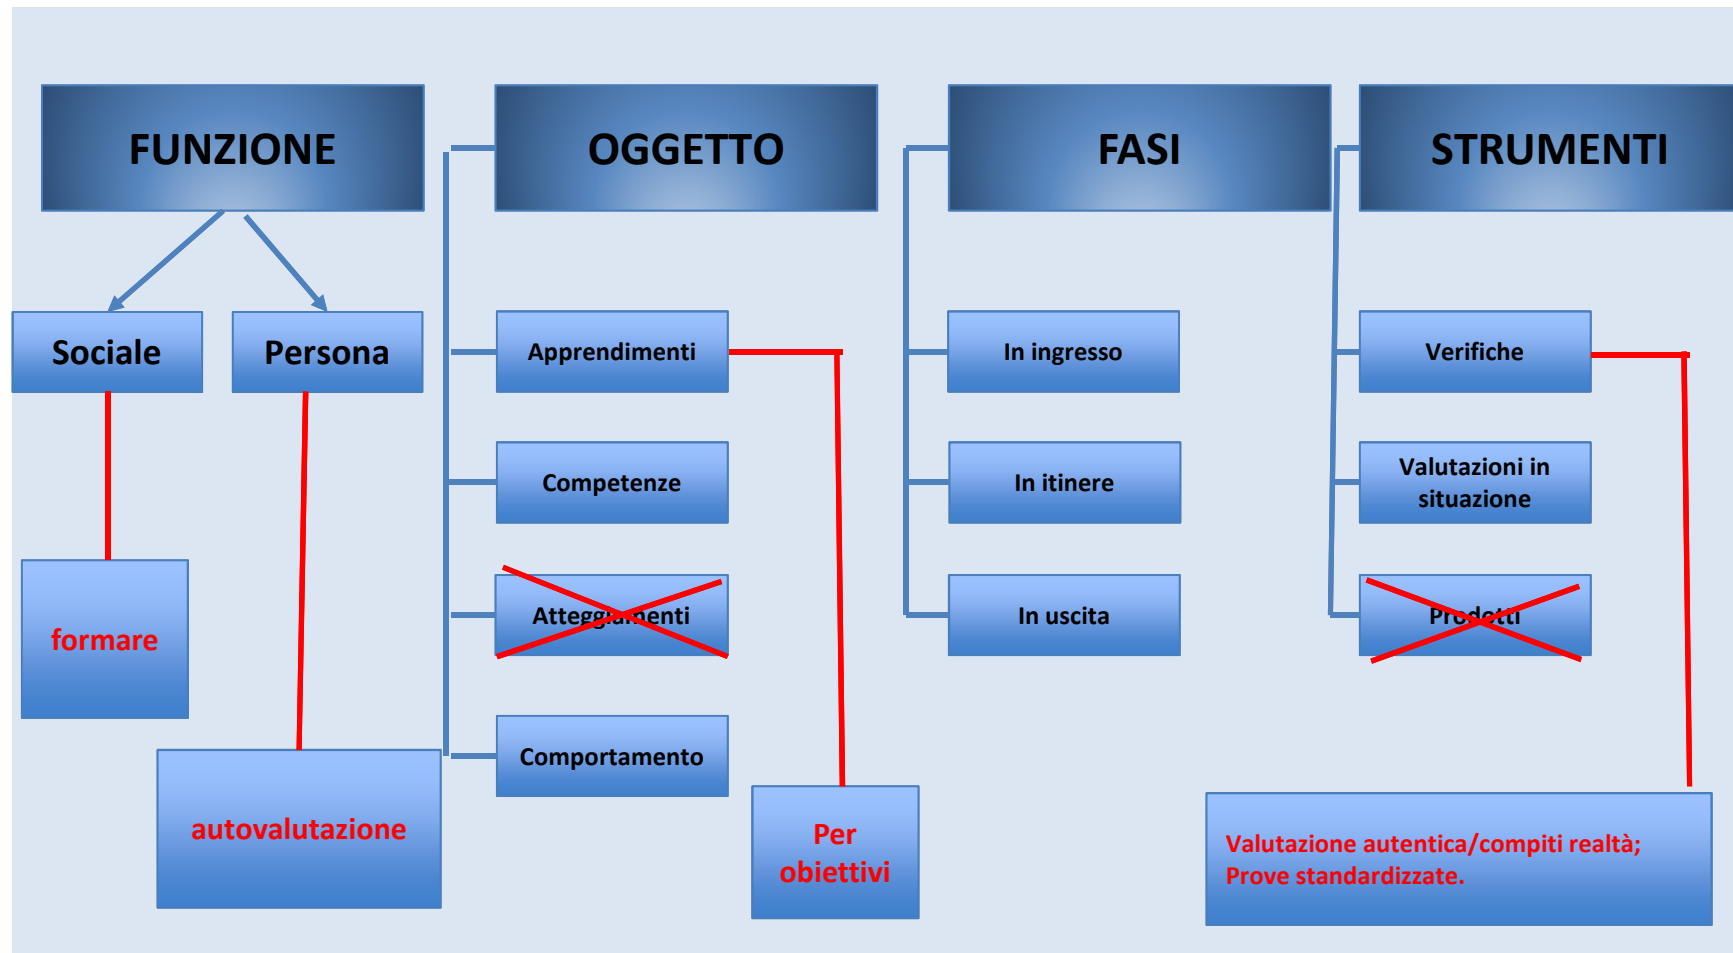 FUNZIONE
OGGETTO
FASI
STRUMENTI
Sociale
Persona
Apprendimenti
In ingresso
Verifiche
Competenze
In itinere
Valutazioni in
situazione
formare
Atteggiamenti
In uscita
Prodotti
autovalutazione
Comportamento
Per
obiettivi
Valutazione autentica/compiti realtà;
Prove standardizzate.